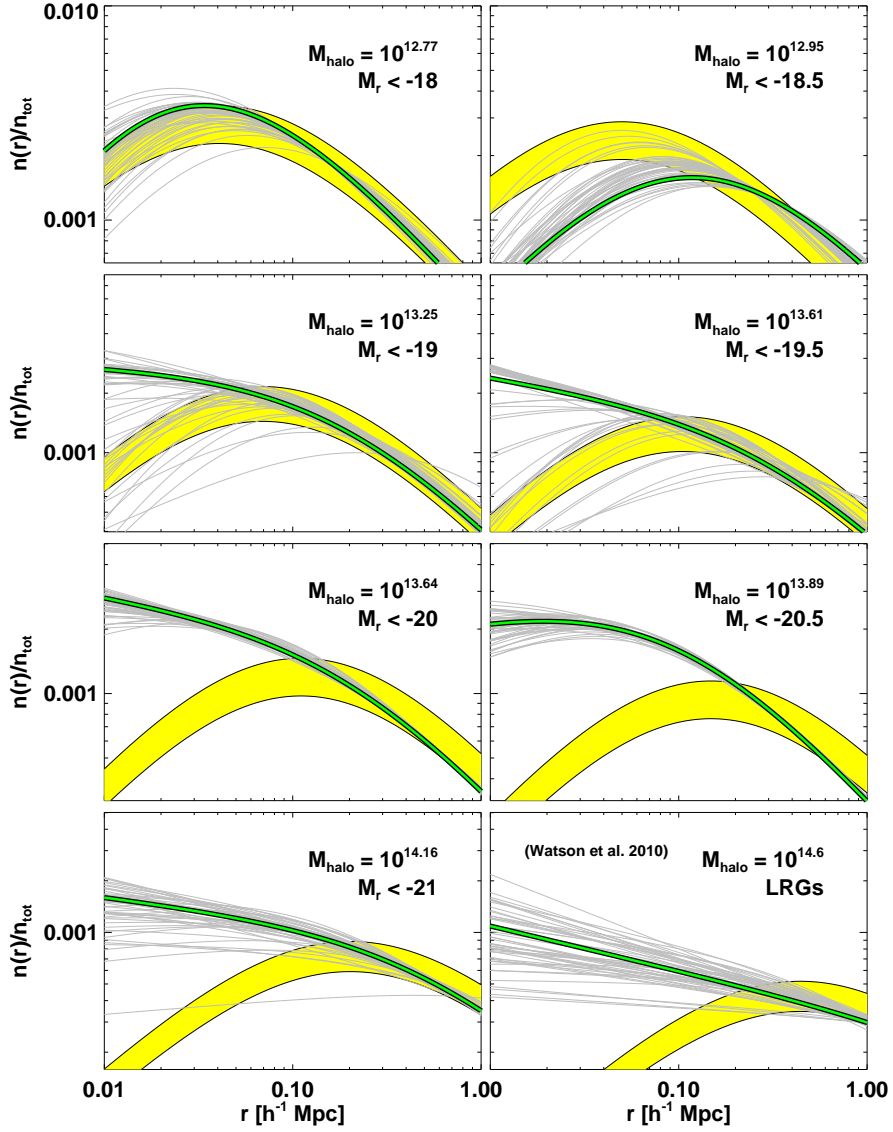 0.010
0.001
n(r)/n_tot
M_halo = 10^12.77
M_r < -18
M_halo = 10^12.95
M_r < -18.5
0.001
n(r)/n_tot
M_halo = 10^13.25
M_r < -19
M_halo = 10^13.61
M_r < -19.5
0.001
n(r)/n_tot
M_halo = 10^13.64
M_r < -20
M_halo = 10^13.89
M_r < -20.5
0.001
n(r)/n_tot
M_halo = 10^14.16
M_r < -21
(Watson et al. 2010)
M_halo = 10^14.6
LRGs
0.01 0.10 1.00
r [h^-1 Mpc]
0.10 1.00
r [h^-1 Mpc]